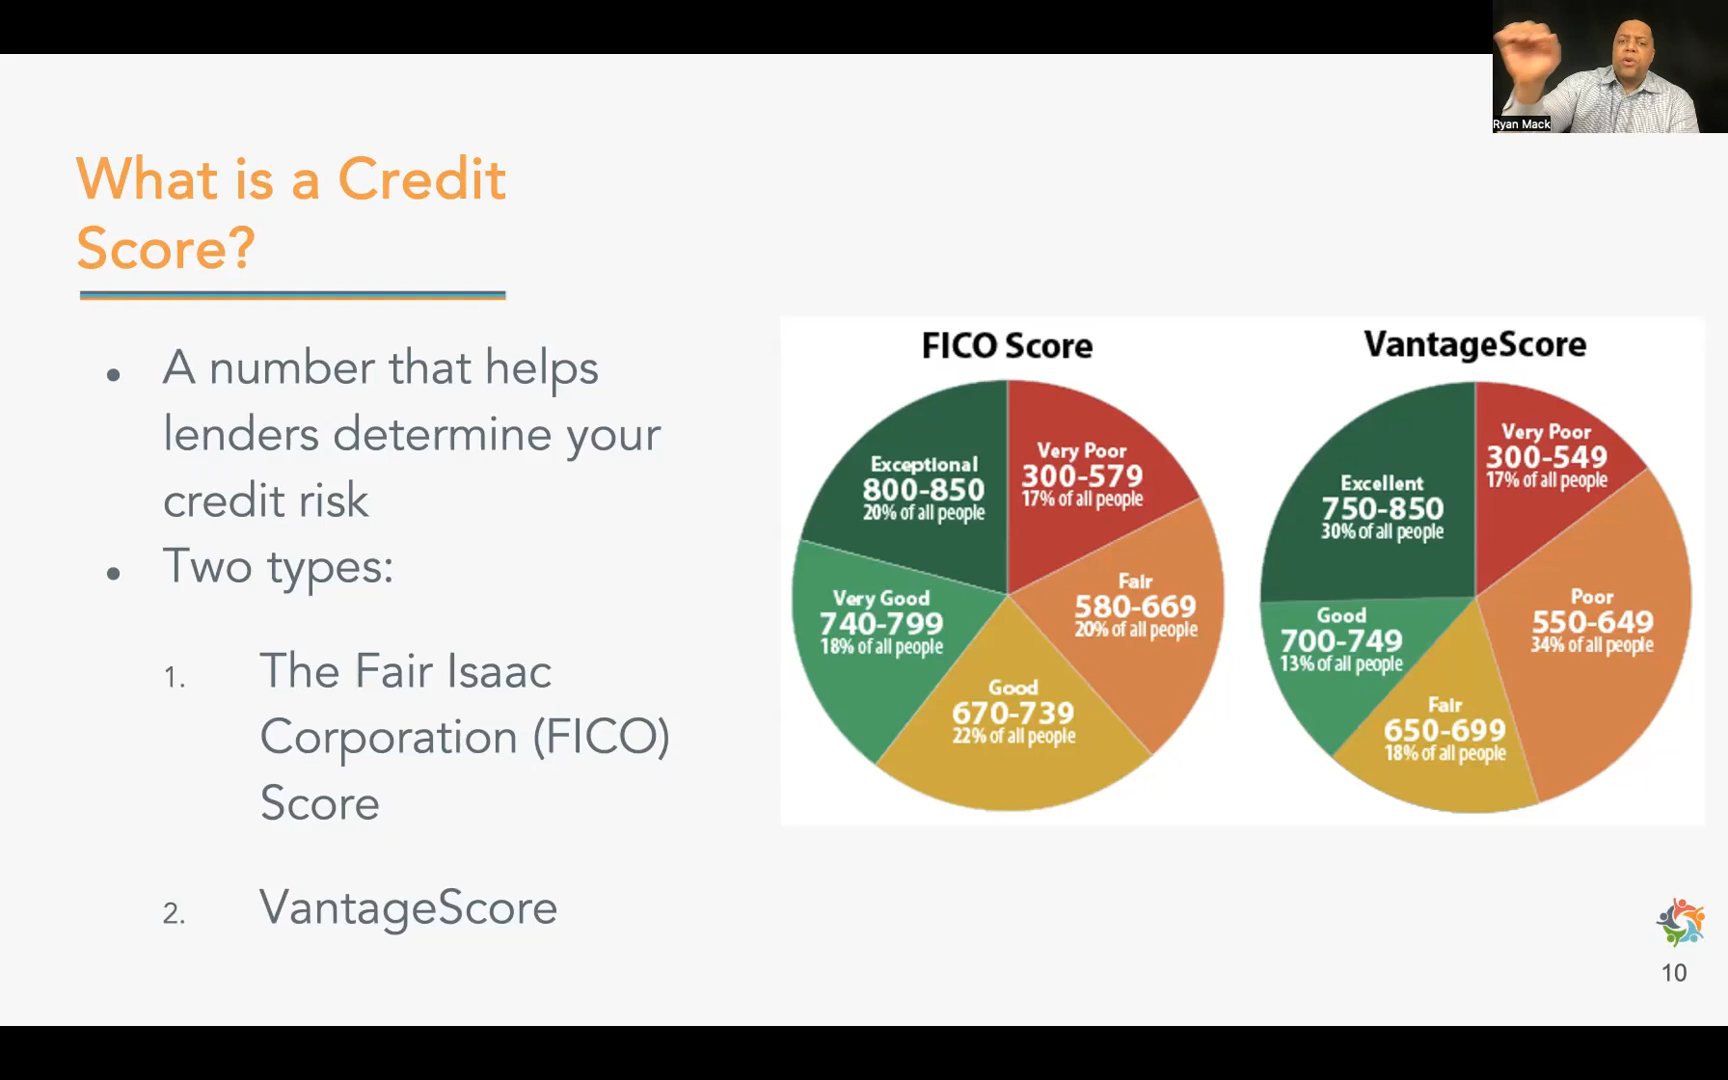 Ryan Mack
What is a Credit
Score?
• A number that helps
lenders determine your
credit risk
• Two types:
1. The Fair Isaac
Corporation (FICO)
Score
2. VantageScore
FICO Score
Exceptional
800-850
20% of all people
Very Poor
300-579
17% of all people
Very Good
740-799
18% of all people
Fair
580-669
20% of all people
Good
670-739
22% of all people
VantageScore
Excellent
750-850
30% of all people
Very Poor
300-549
17% of all people
Good
700-749
13% of all people
Poor
550-649
34% of all people
Fair
650-699
18% of all people
10